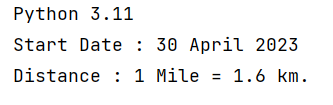 Python 3.11
Start Date : 30 April 2023
Distance : 1 Mile = 1.6 km.